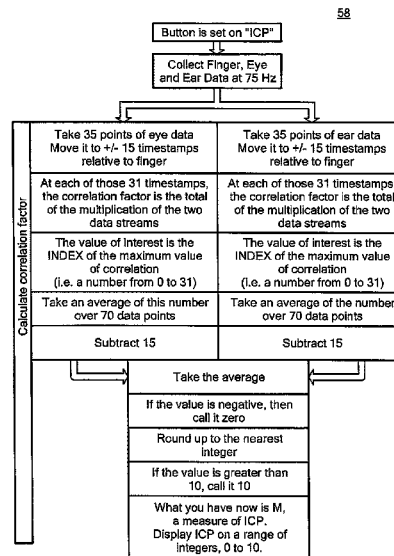 58
Button is set on "ICP"
Collect Finger, Eye
and Ear Data at 75 Hz
Calculate correlation factor
Take 35 points of eye data
Move it to +/- 15 timestamps
relative to finger
At each of those 31 timestamps,
the correlation factor is the total
of the multiplication of the two
data streams
The value of Interest is the
INDEX of the maximum value
of correlation
(i.e. a number from 0 to 31)
Take an average of this number
over 70 data points
Subtract 15
Take 35 points of ear data
Move it to +/- 15 timestamps
relative to finger
At each of those 31 timestamps,
the correlation factor is the total
of the multiplication of the two
data streams
The value of interest is the
INDEX of the maximum value
of correlation
(i.e. a number from 0 to 31)
Take an average of the number
over 70 data points
Subtract 15
Take the average
If the value is negative, then
call it zero
Round up to the nearest
integer
If the value is greater than
10, call it 10
What you have now is M,
a measure of ICP.
Display ICP on a range of
integers, 0 to 10.